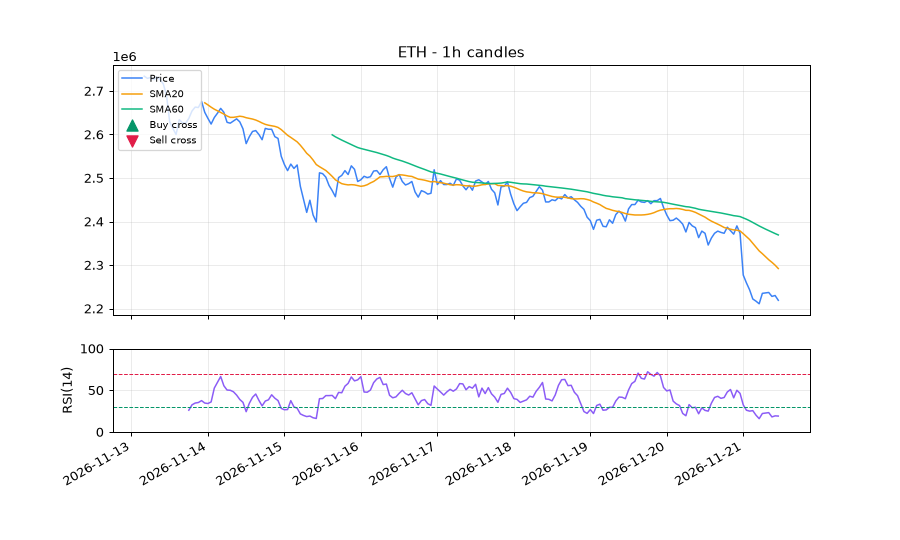 ETH - 1h candles
1e6
Price
SMA20
SMA60
Buy cross
Sell cross
2.7
2.6
2.5
2.4
2.3
2.2
RSI(14)
100
50
0
2026-11-13
2026-11-14
2026-11-15
2026-11-16
2026-11-17
2026-11-18
2026-11-19
2026-11-20
2026-11-21